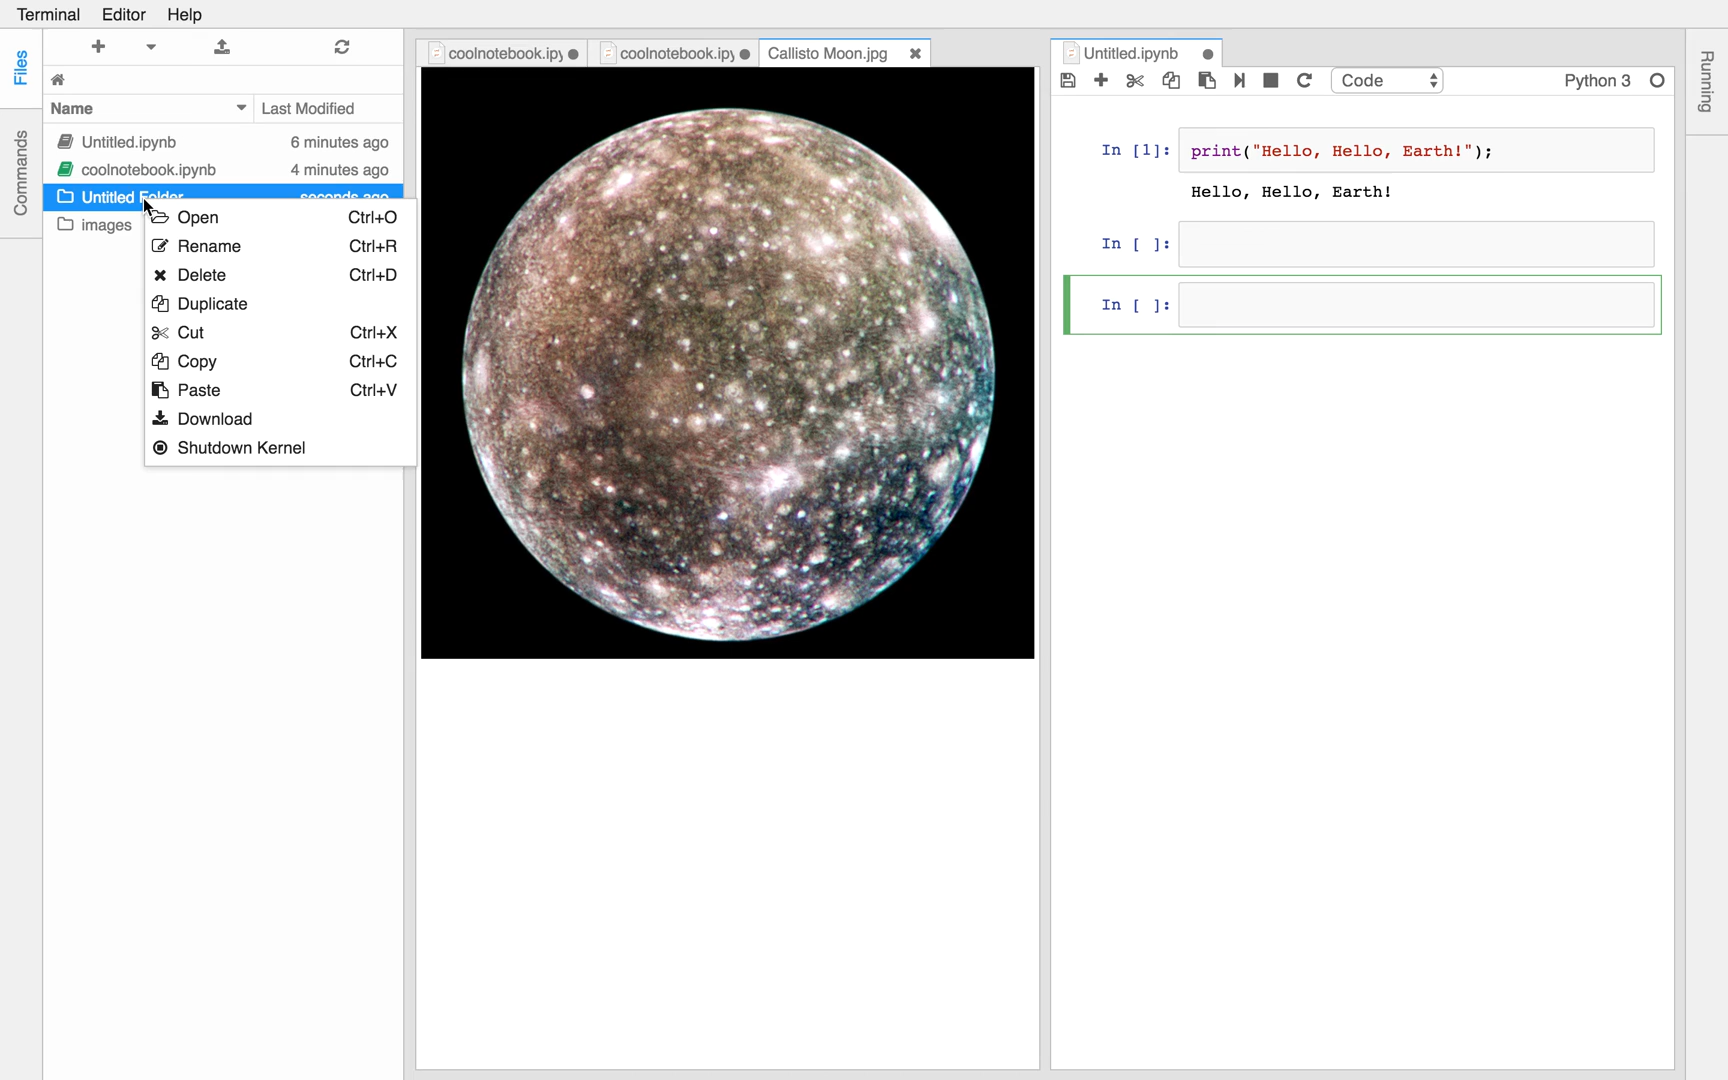 Terminal Editor Help
Files
Commands
Name Last Modified
Untitled.ipynb 6 minutes ago
coolnotebook.ipynb 4 minutes ago
Untitled Folder seconds ago
images
Open Ctrl+O
Rename Ctrl+R
Delete Ctrl+D
Duplicate
Cut Ctrl+X
Copy Ctrl+C
Paste Ctrl+V
Download
Shutdown Kernel
coolnotebook.ipy coolnotebook.ipy Callisto Moon.jpg
Untitled.ipynb
Code Python 3
In [1]: print("Hello, Hello, Earth!");
Hello, Hello, Earth!
In [ ]:
In [ ]:
Running